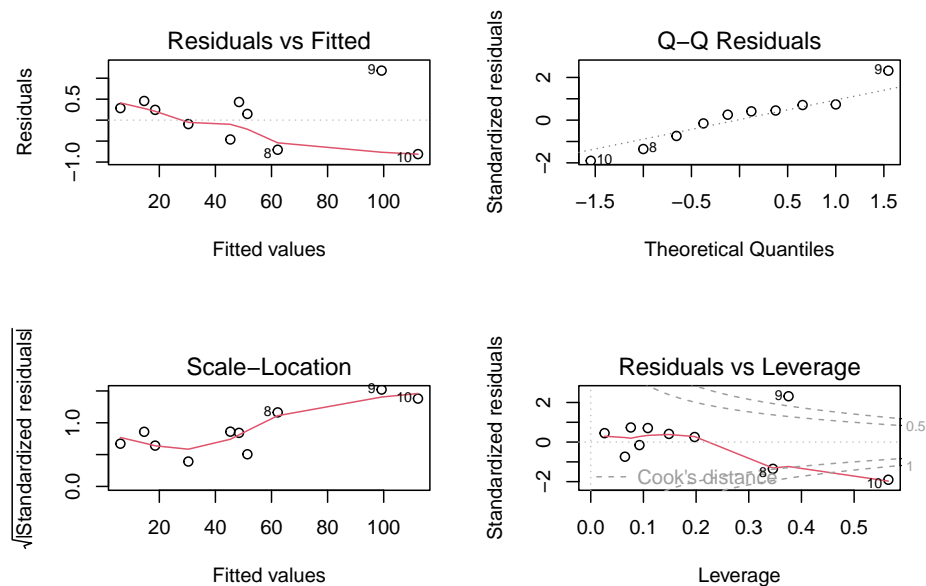 Residuals vs Fitted
Residuals
0.5
−1.0
9
8
10
20 40 60 80 100
Fitted values
Q−Q Residuals
Standardized residuals
2
0
−2
9
8
10
−1.5 −0.5 0.5 1.0 1.5
Theoretical Quantiles
Scale−Location
√|Standardized residuals|
1.0
0.0
9
10
8
20 40 60 80 100
Fitted values
Residuals vs Leverage
Standardized residuals
2
0
−2
9
8
10
0.5
1
Cook's distance
0.0 0.1 0.2 0.3 0.4 0.5
Leverage